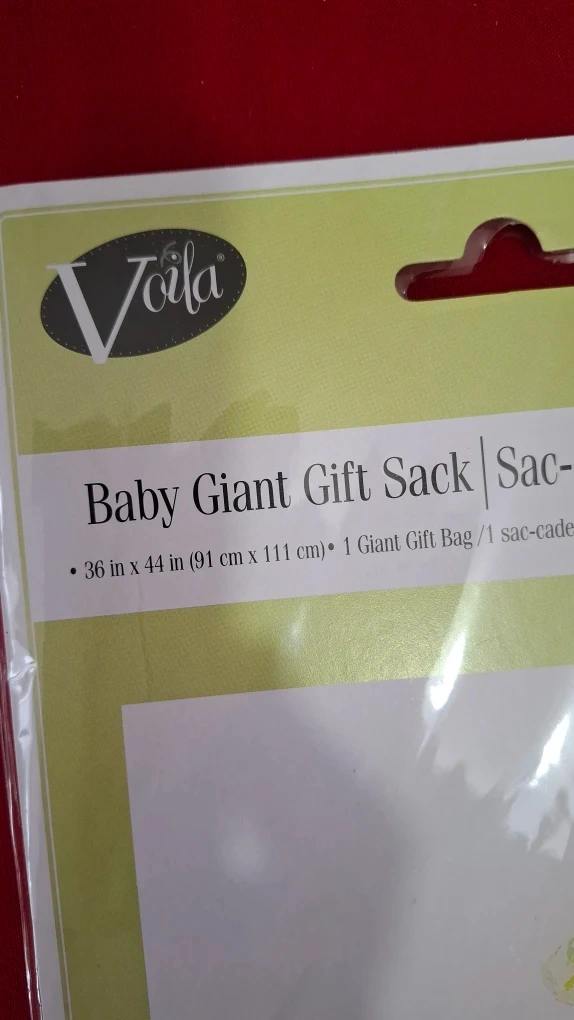 Voila®
Baby Giant Gift Sack | Sac-
• 36 in x 44 in (91 cm x 111 cm) • 1 Giant Gift Bag /1 sac-cade